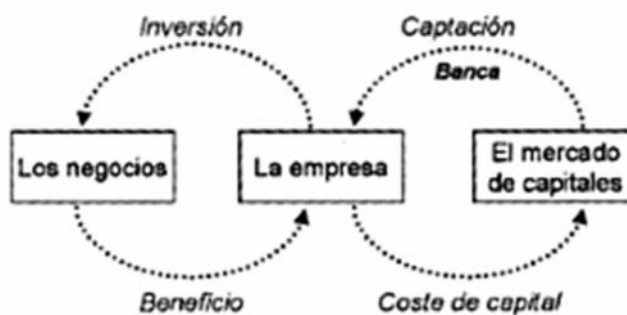 Inversión
Captación
Banca
Los negocios
La empresa
El mercado
de capitales
Beneficio
Coste de capital